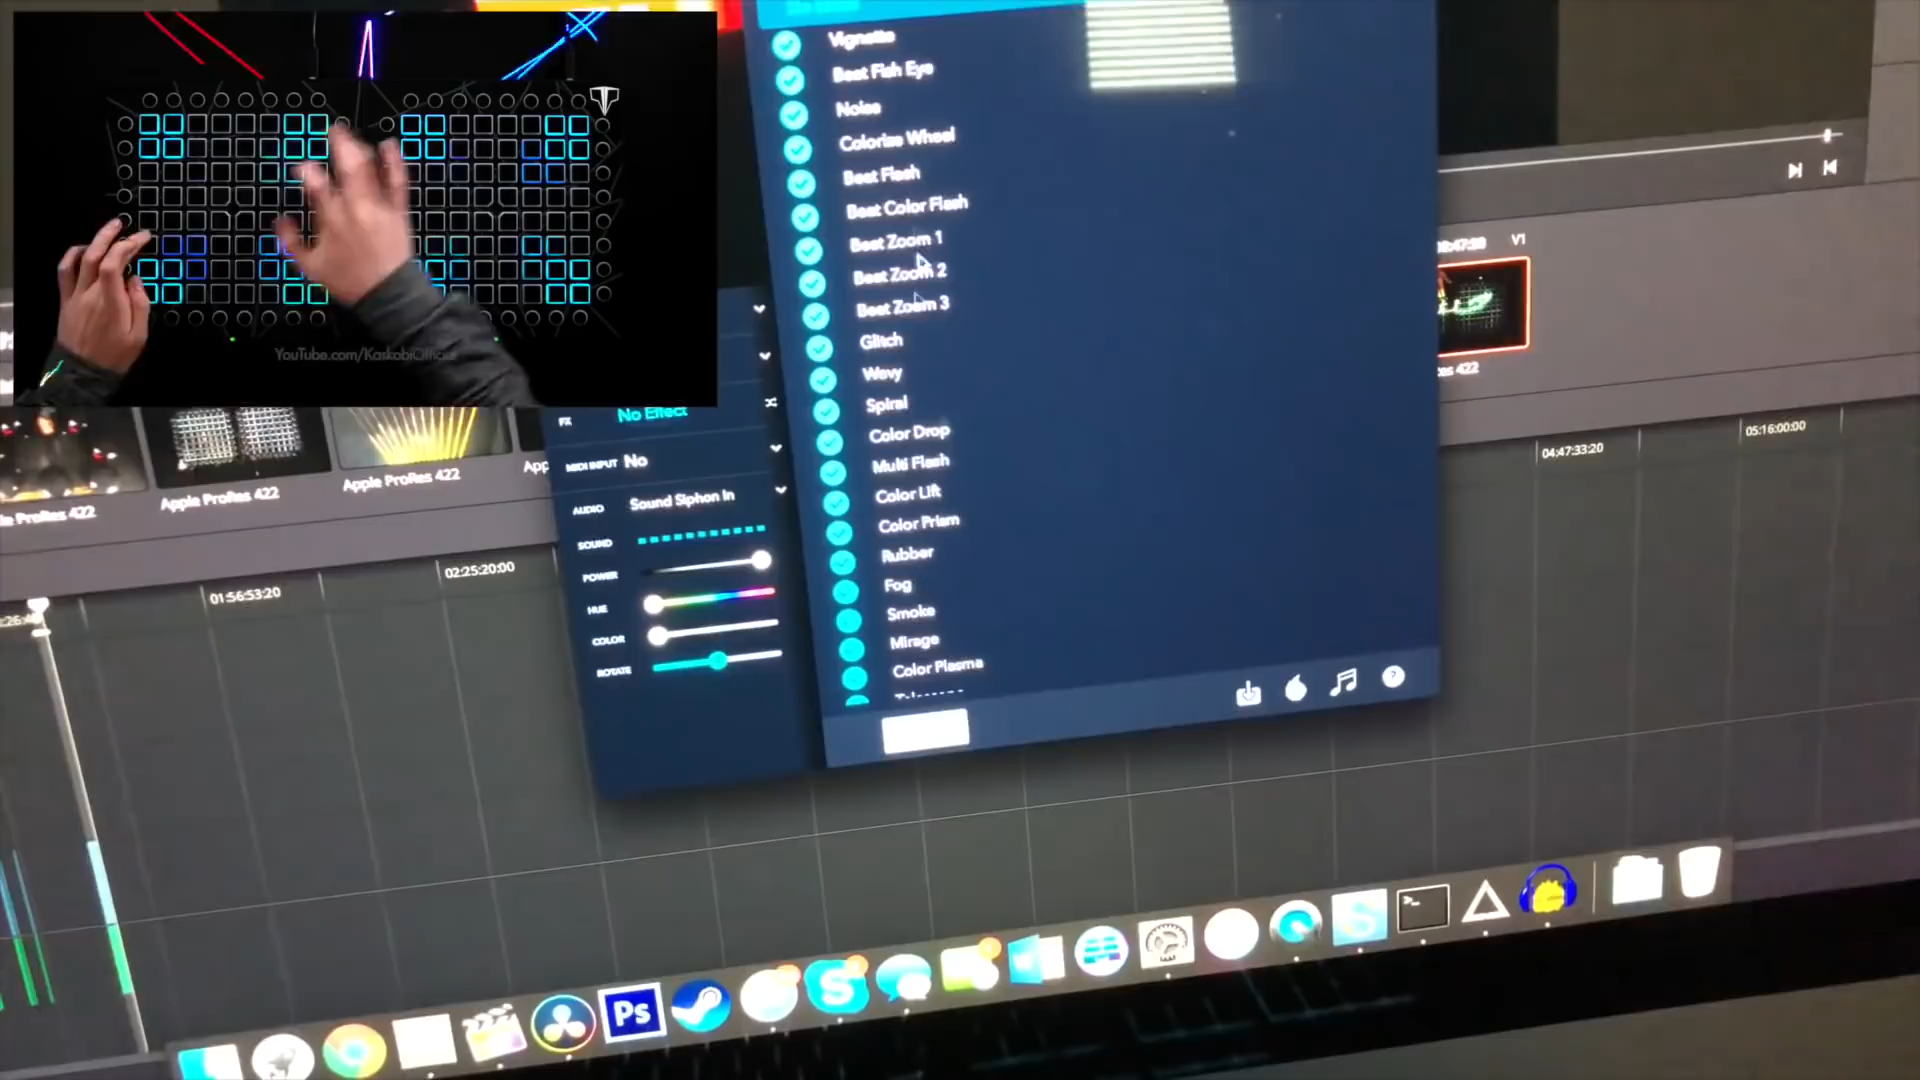 Vignette
Beat Fish Eye
Noise
Colorize Wheel
Beat Flash
Beat Color Flash
Beat Zoom 1
Beat Zoom 2
Beat Zoom 3
Glitch
Wavy
Spiral
Color Drop
Multi Flash
Color Lift
Color Prism
Rubber
Fog
Smoke
Mirage
Color Plasma
YouTube.com/KaskobiOfficial
V1
422
FX No Effect
MIDI INPUT No
AUDIO Sound Siphon In
SOUND
POWER
HUE
COLOR
ROTATE
ProRes 422
Apple ProRes 422
Apple ProRes 422
01:56:53:20
02:25:20:00
04:47:33:20
05:16:00:00
Ps
S